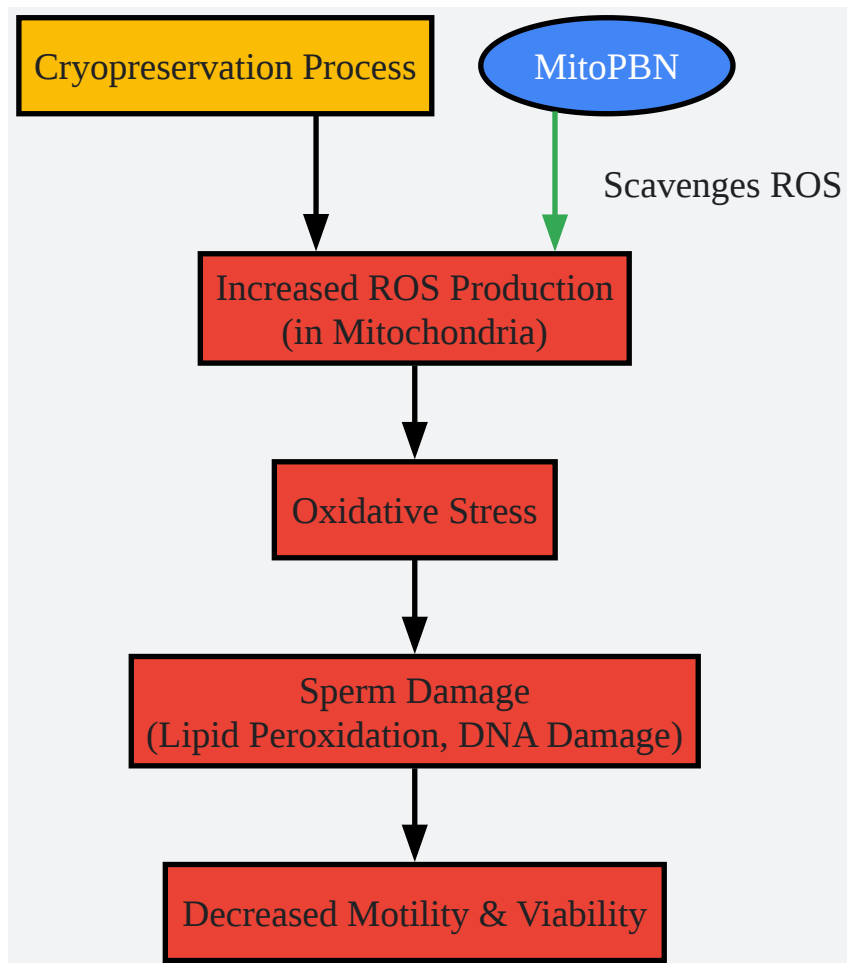 Cryopreservation Process
MitoPBN
Scavenges ROS
Increased ROS Production
(in Mitochondria)
Oxidative Stress
Sperm Damage
(Lipid Peroxidation, DNA Damage)
Decreased Motility & Viability